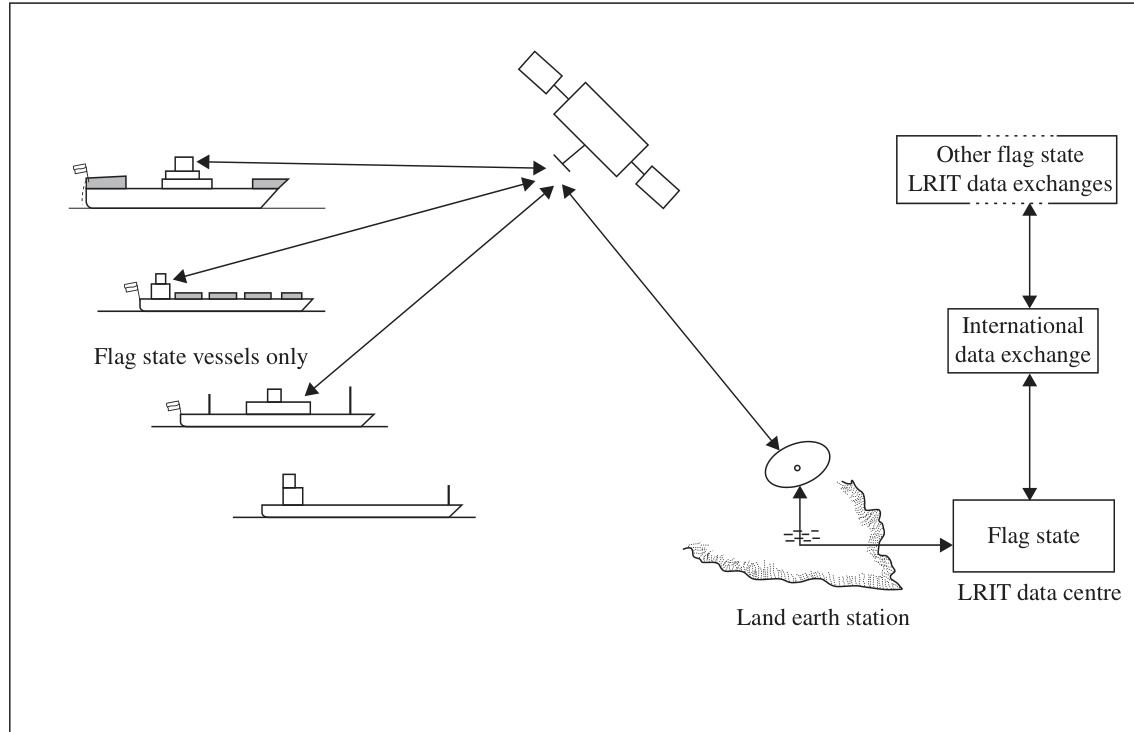 Other flag state
LRIT data exchanges
International
data exchange
Flag state vessels only
Flag state
LRIT data centre
Land earth station